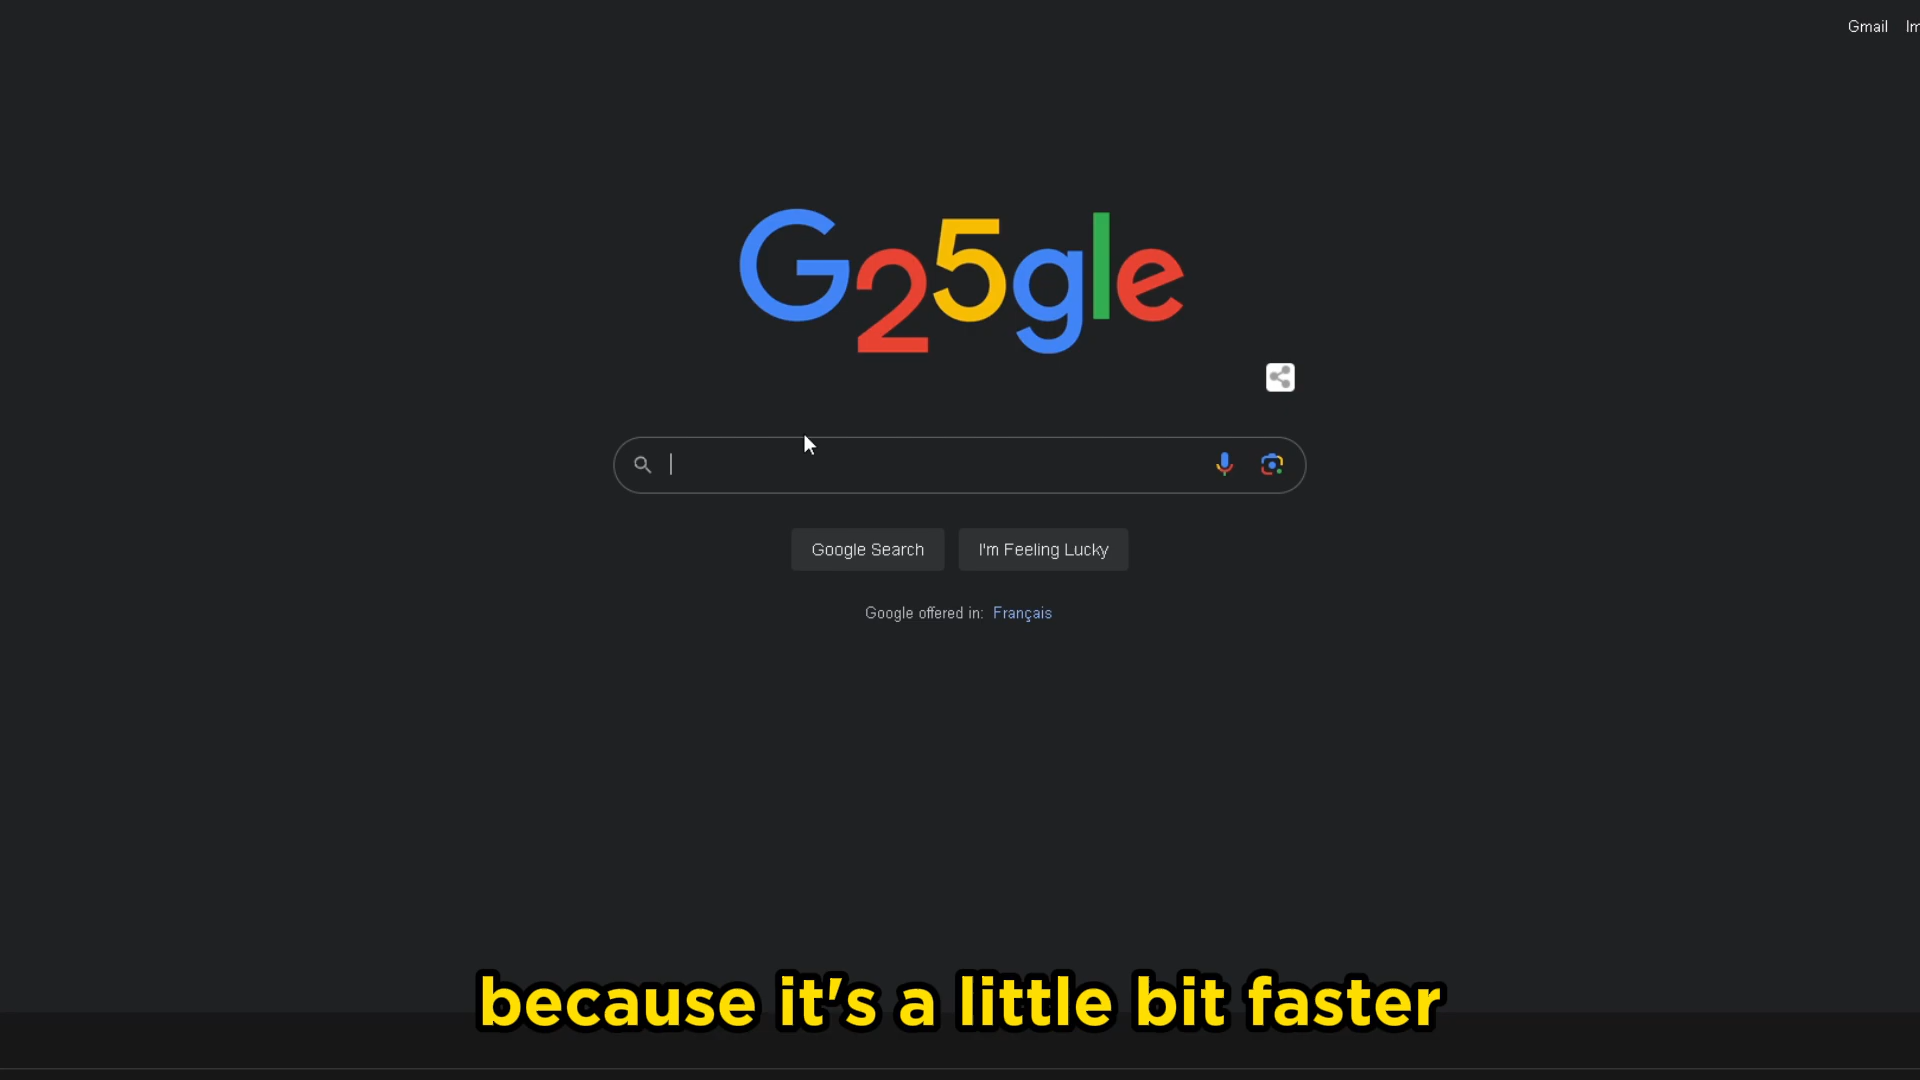 Gmail
G25gle
Google Search
I'm Feeling Lucky
Google offered in: Français
because it's a little bit faster